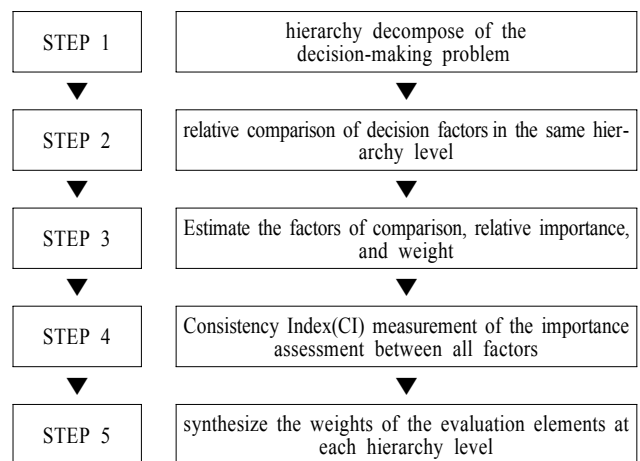 STEP 1
hierarchy decompose of the
decision-making problem
STEP 2
relative comparison of decision factors in the same hier-
archy level
STEP 3
Estimate the factors of comparison, relative importance,
and weight
STEP 4
Consistency Index(CI) measurement of the importance
assessment between all factors
STEP 5
synthesize the weights of the evaluation elements at
each hierarchy level